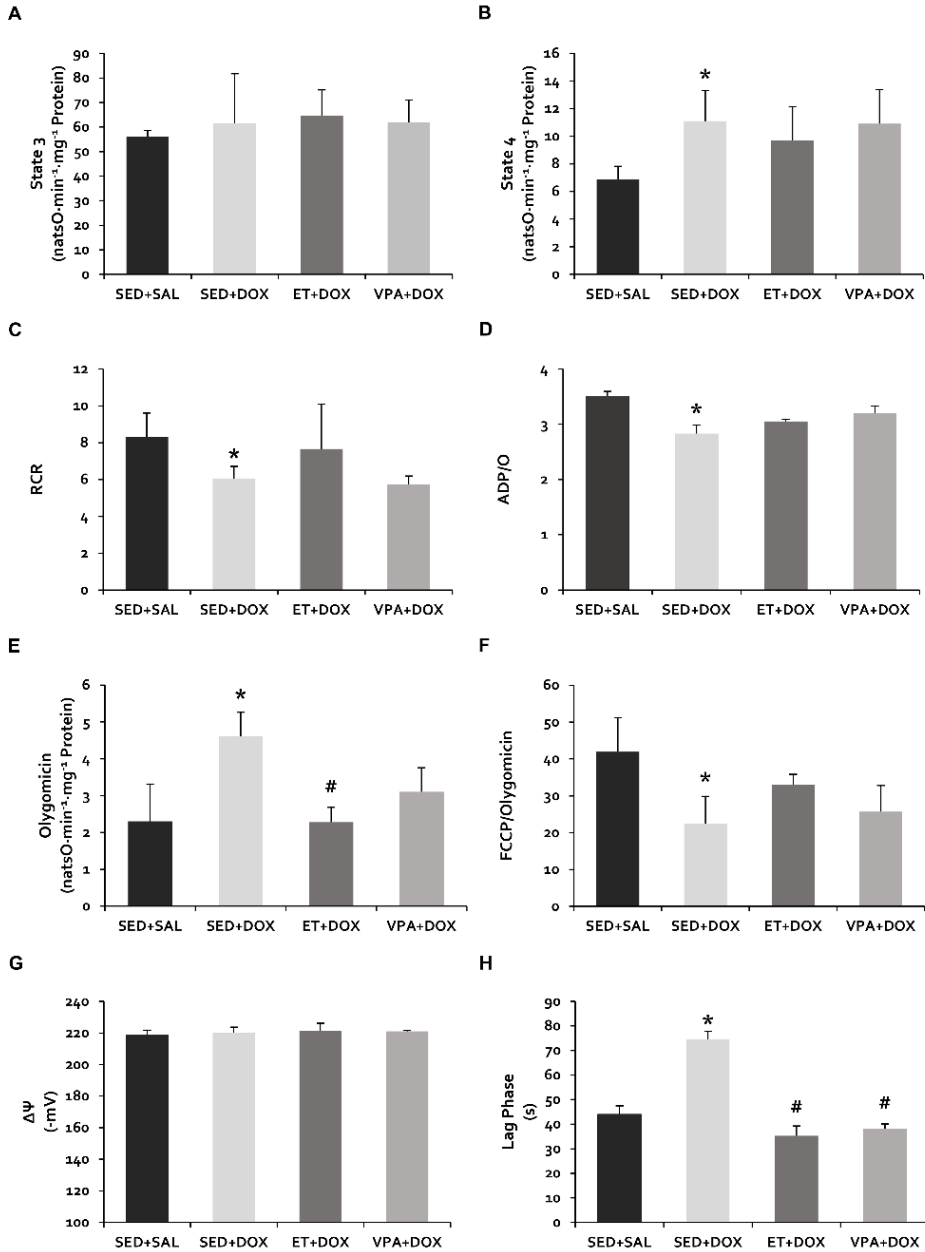 A
State 3
(natsO·min⁻¹·mg⁻¹ Protein)
90
80
70
60
50
40
30
20
10
0
SED+SAL SED+DOX ET+DOX VPA+DOX
B
State 4
(natsO·min⁻¹·mg⁻¹ Protein)
16
14
12
10
8
6
4
2
0
*
SED+SAL SED+DOX ET+DOX VPA+DOX
C
RCR
12
10
8
6
4
2
0
*
SED+SAL SED+DOX ET+DOX VPA+DOX
D
ADP/O
4
3
2
1
0
*
SED+SAL SED+DOX ET+DOX VPA+DOX
E
Olygomicin
(natsO·min⁻¹·mg⁻¹ Protein)
6
5
4
3
2
1
0
*
#
SED+SAL SED+DOX ET+DOX VPA+DOX
F
FCCP/Olygomicin
60
50
40
30
20
10
0
*
SED+SAL SED+DOX ET+DOX VPA+DOX
G
ΔΨ
(-mV)
240
220
200
180
160
140
120
100
SED+SAL SED+DOX ET+DOX VPA+DOX
H
Lag Phase
(s)
90
80
70
60
50
40
30
20
10
0
*
# #
SED+SAL SED+DOX ET+DOX VPA+DOX